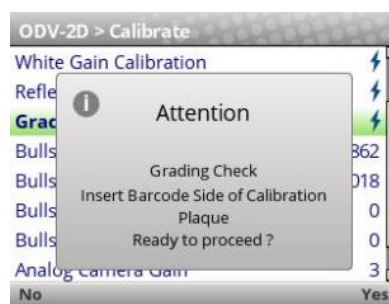 ODV-2D > Calibrate
White Gain Calibration
Refle
Attention
Grad
Bulls 862
Grading Check
Bulls 018
Insert Barcode Side of Calibration
Plaque
Bulls 0
Ready to proceed ?
Bulls 0
Analog Camera Gain 3
No Yes